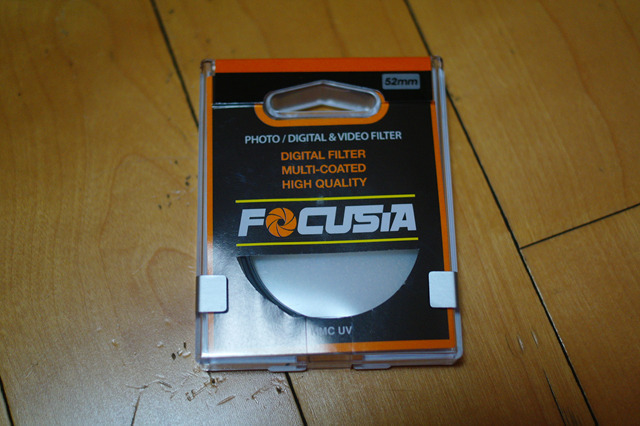 52mm
PHOTO / DIGITAL & VIDEO FILTER
DIGITAL FILTER
MULTI-COATED
HIGH QUALITY
FOCUSiA
MC UV